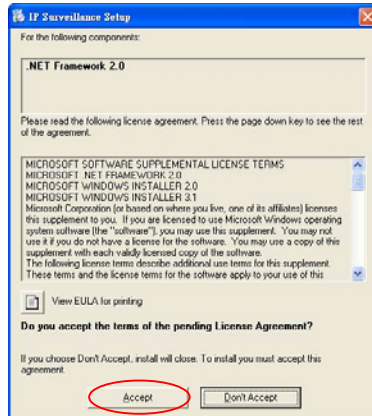 IP Surveillance Setup
For the following components:
.NET Framework 2.0
Please read the following license agreement. Press the page down key to see the rest
of the agreement.
MICROSOFT SOFTWARE SUPPLEMENTAL LICENSE TERMS
MICROSOFT .NET FRAMEWORK 2.0
MICROSOFT WINDOWS INSTALLER 2.0
MICROSOFT WINDOWS INSTALLER 3.1
Microsoft Corporation (or based on where you live, one of its affiliates) licenses
this supplement to you. If you are licensed to use Microsoft Windows operating
system software (the "software"), you may use this supplement. You may not
use it if you do not have a license for the software. You may use a copy of this
supplement with each validly licensed copy of the software.
The following license terms describe additional use terms for this supplement.
These terms and the license terms for the software apply to your use of this
View EULA for printing
Do you accept the terms of the pending License Agreement?
If you choose Don't Accept, install will close. To install you must accept this
agreement.
Accept
Don't Accept